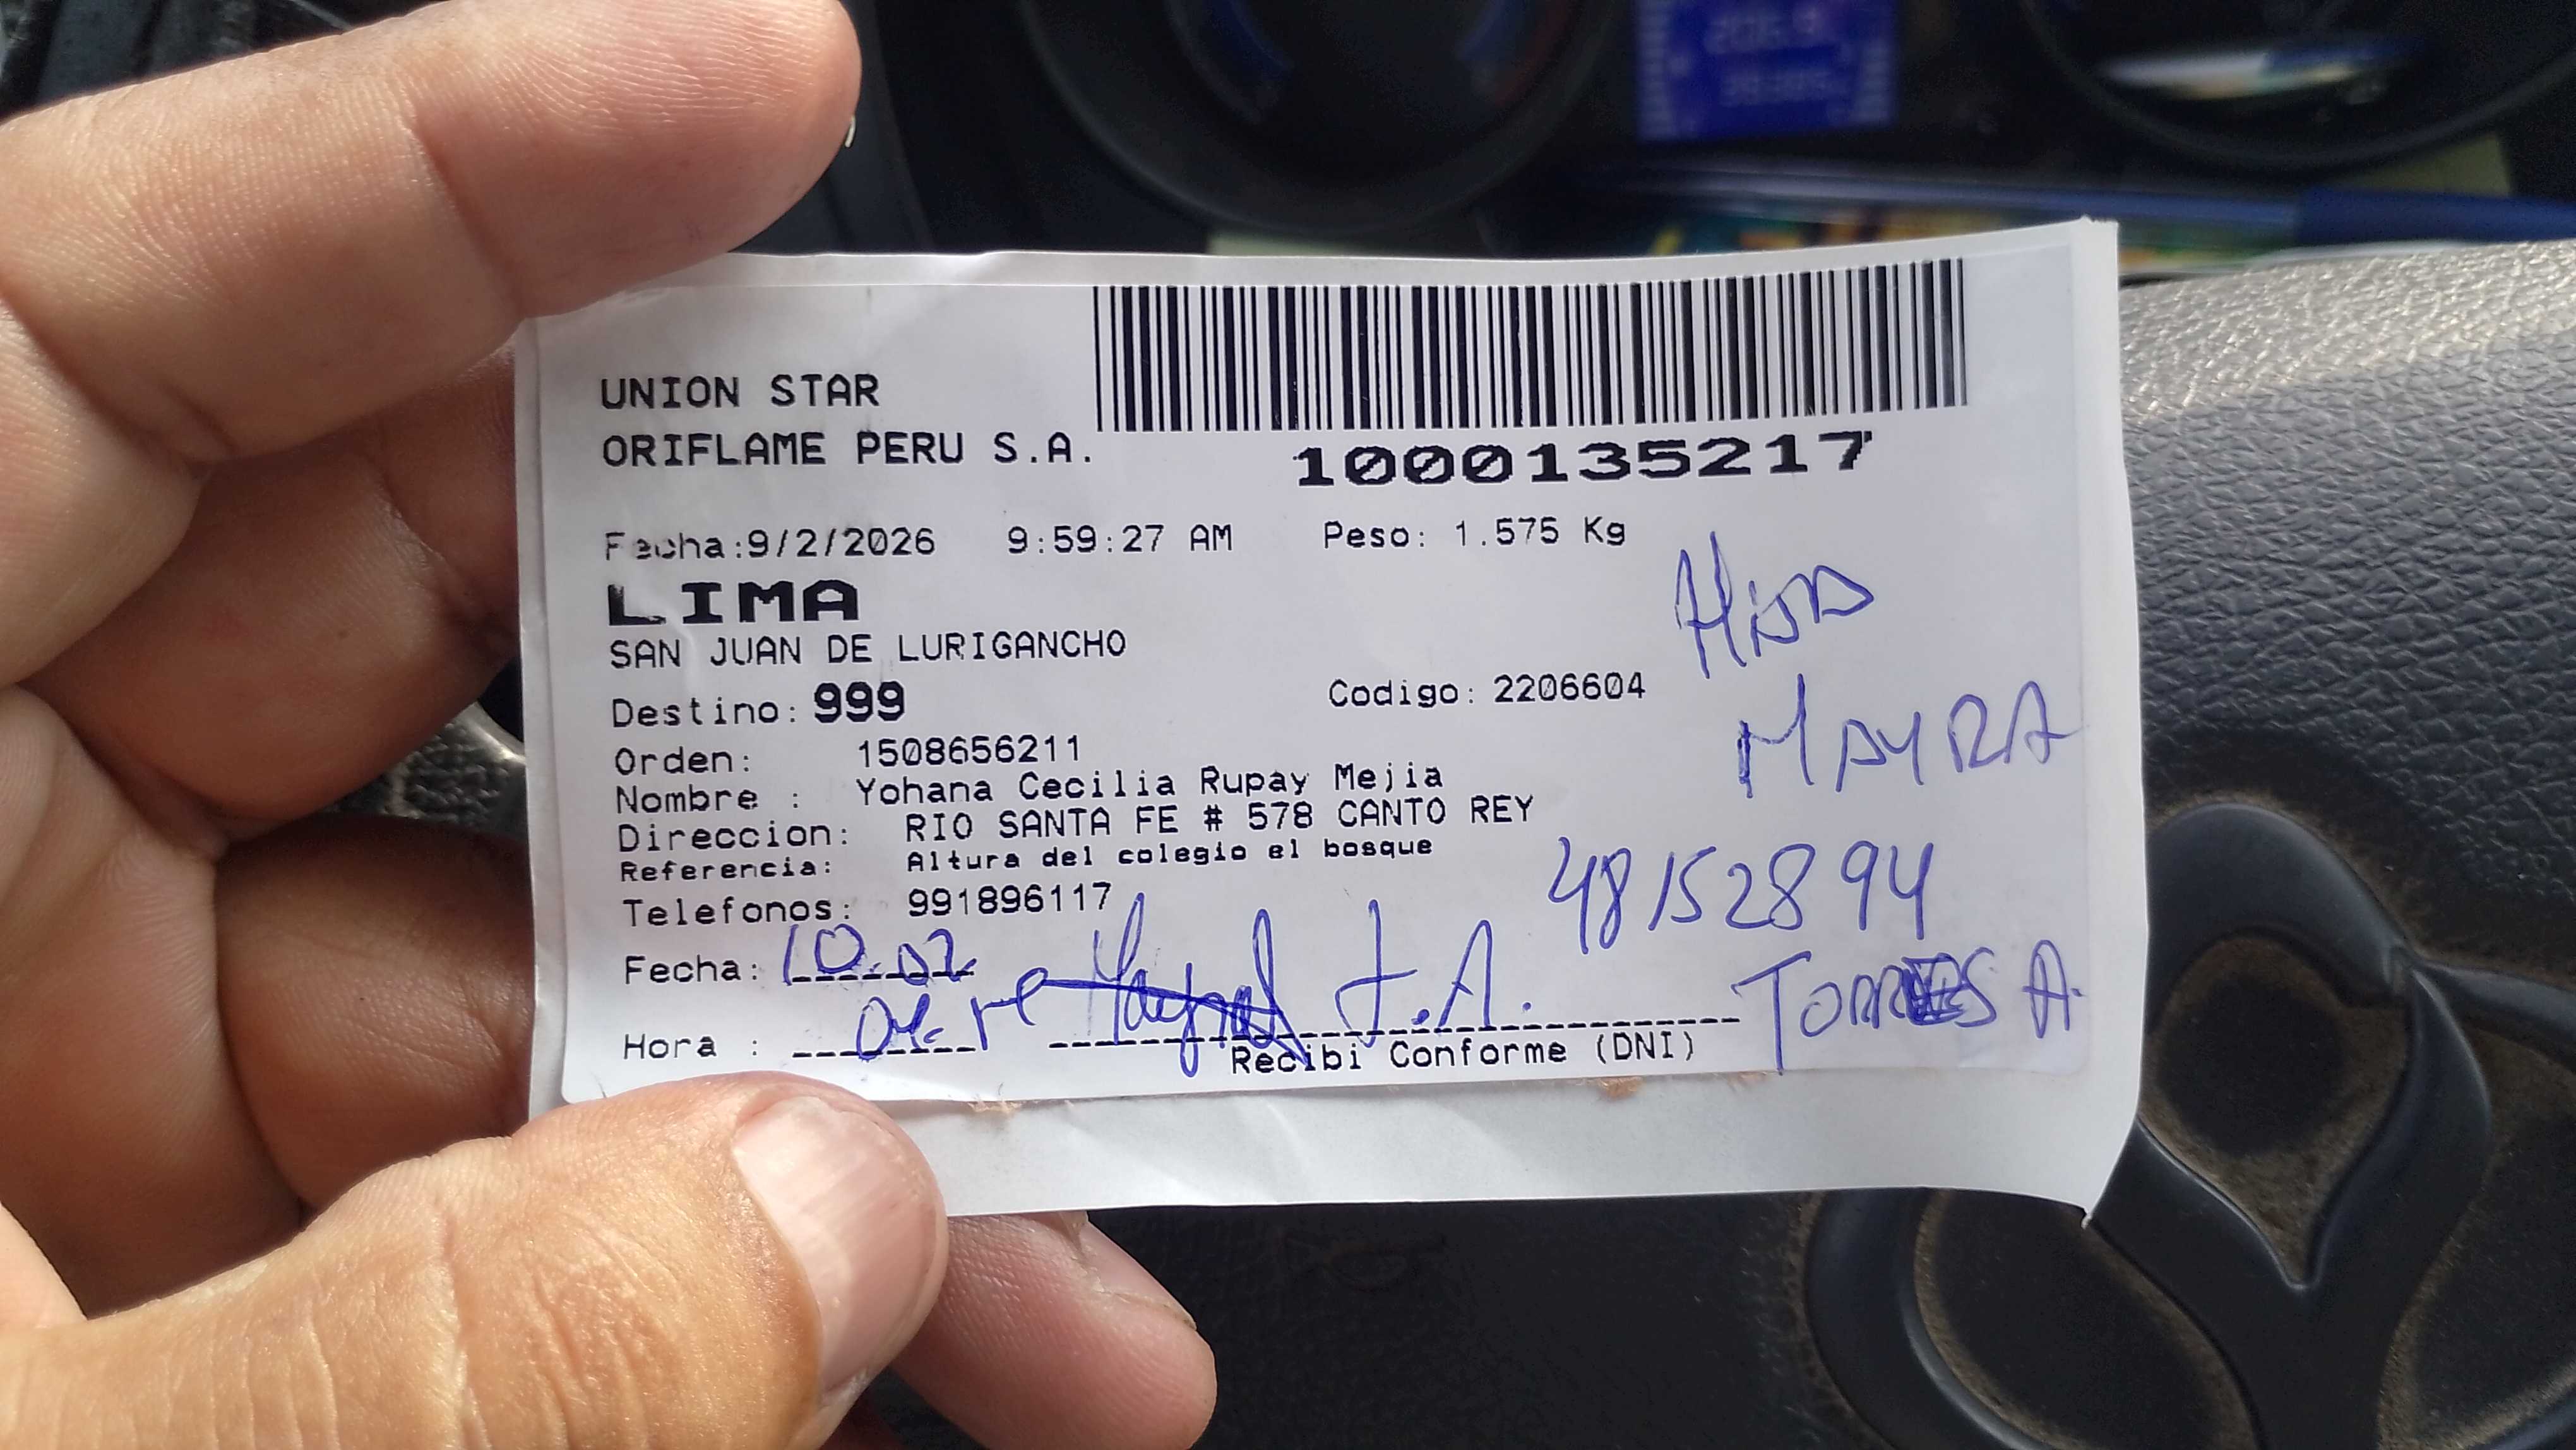 UNION STAR
ORIFLAME PERU S.A.
1000135217
Fecha:9/2/2026 9:59:27 AM Peso: 1.575 Kg
LIMA
SAN JUAN DE LURIGANCHO
Destino: 999 Codigo: 2206604
Orden: 1508656211
Nombre : Yohana Cecilia Rupay Mejia
Direccion: RIO SANTA FE # 578 CANTO REY
Referencia: Altura del colegio el bosque
Telefonos: 991896117
Fecha: 10.02
Hora :
Recibi Conforme (DNI)
Hija
MAYRA
48152894
TORRES A.